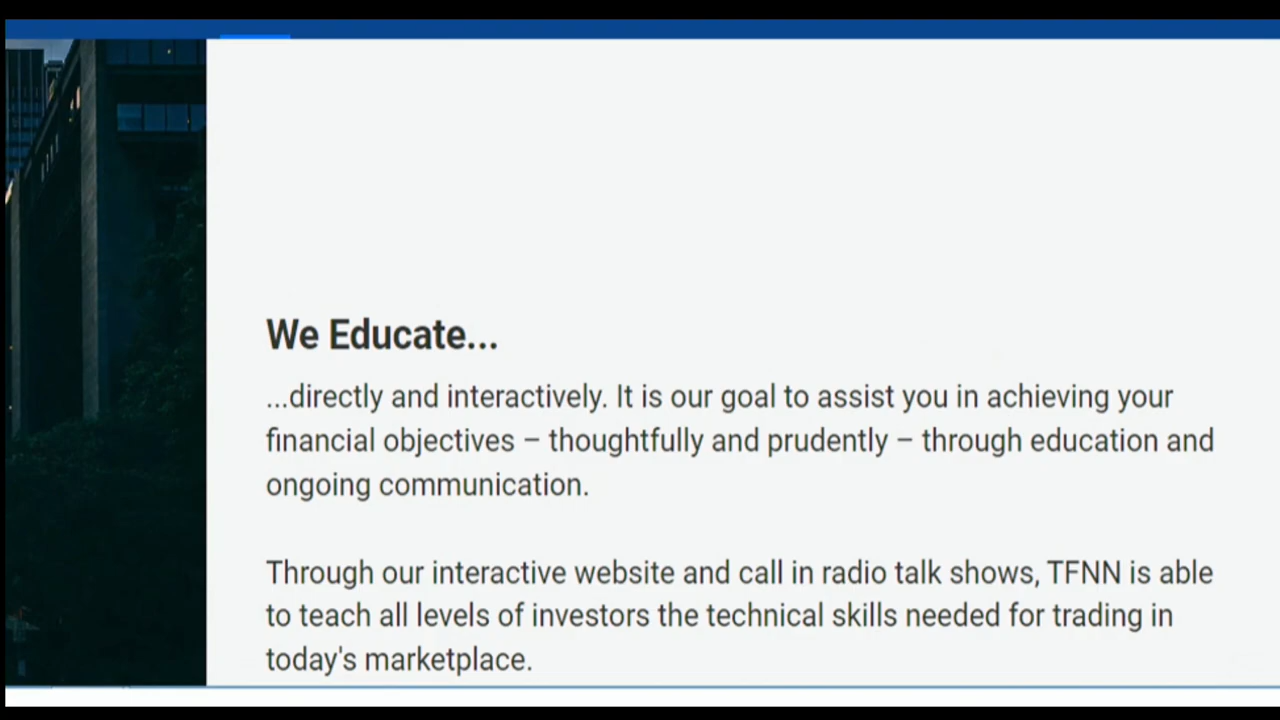 We Educate...
...directly and interactively. It is our goal to assist you in achieving your
financial objectives – thoughtfully and prudently – through education and
ongoing communication.
Through our interactive website and call in radio talk shows, TFNN is able
to teach all levels of investors the technical skills needed for trading in
today's marketplace.